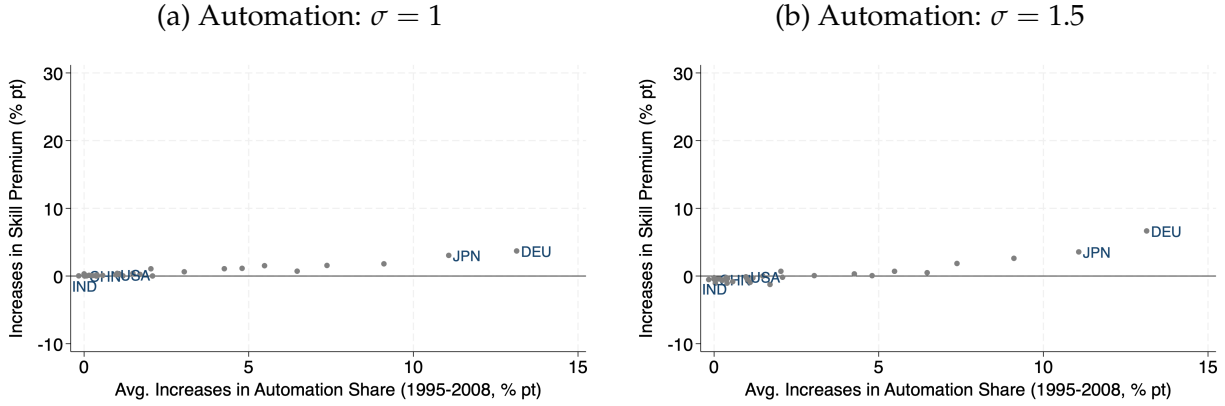 (a) Automation: σ = 1
Increases in Skill Premium (% pt)
30
20
10
0
-10
JPN
DEU
CHN
USA
IND
0
5
10
15
Avg. Increases in Automation Share (1995-2008, % pt)
(b) Automation: σ = 1.5
Increases in Skill Premium (% pt)
30
20
10
0
-10
DEU
JPN
CHN
USA
IND
0
5
10
15
Avg. Increases in Automation Share (1995-2008, % pt)